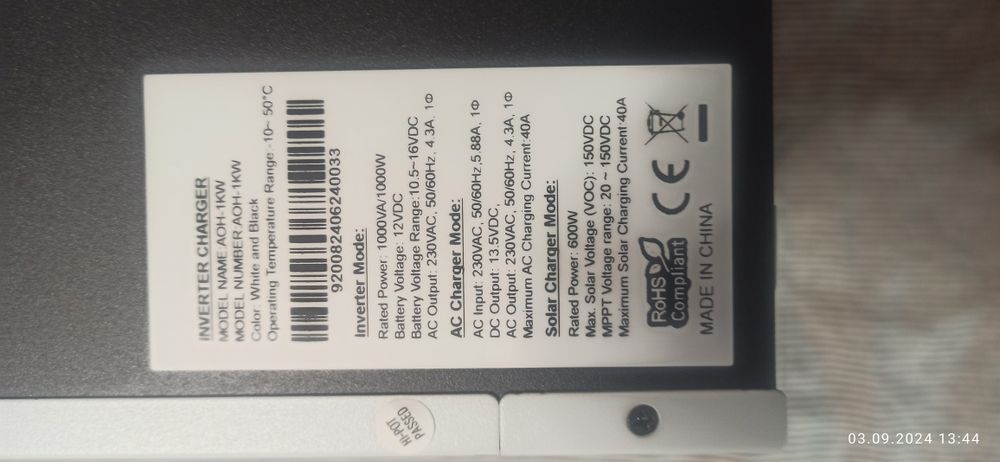 INVERTER CHARGER
MODEL NAME AOH-1KW
MODEL NUMBER AOH-1KW
Color: White and Black
Operating Temperature Range -10~ 50°C
920082406240033
Inverter Mode:
Rated Power: 1000VA/1000W
Battery Voltage: 12VDC
Battery Voltage Range:10.5~16VDC
AC Output: 230VAC, 50/60Hz, 4.3A, 1Φ
AC Charger Mode:
AC Input: 230VAC, 50/60Hz,5.88A, 1Φ
DC Output: 13.5VDC,
AC Output: 230VAC, 50/60Hz, 4.3A, 1Φ
Maximum AC Charging Current:40A
Solar Charger Mode:
Rated Power: 600W
Max. Solar Voltage (VOC): 150VDC
MPPT Voltage range: 20 ~ 150VDC
Maximum Solar Charging Current:40A
RoHS
Compliant
CE
MADE IN CHINA
HI-POT
PASSED
03.09.2024 13:44